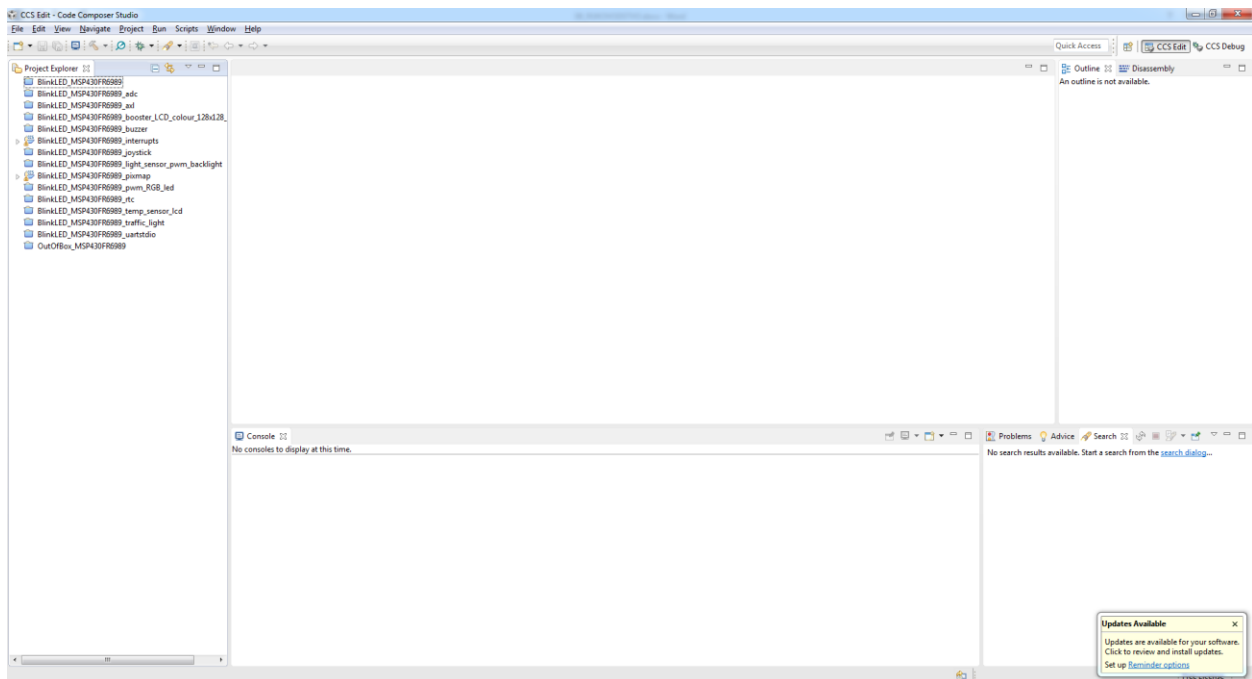 CCS Edit - Code Composer Studio
File Edit View Navigate Project Run Scripts Window Help
Quick Access CCS Edit CCS Debug
Project Explorer
BlinkLED_MSP430FR6989
BlinkLED_MSP430FR6989_adc
BlinkLED_MSP430FR6989_axl
BlinkLED_MSP430FR6989_booster_LCD_colour_128x128_
BlinkLED_MSP430FR6989_buzzer
BlinkLED_MSP430FR6989_interrupts
BlinkLED_MSP430FR6989_joystick
BlinkLED_MSP430FR6989_light_sensor_pwm_backlight
BlinkLED_MSP430FR6989_pixmap
BlinkLED_MSP430FR6989_pwm_RGB_led
BlinkLED_MSP430FR6989_rtc
BlinkLED_MSP430FR6989_temp_sensor_lcd
BlinkLED_MSP430FR6989_traffic_light
BlinkLED_MSP430FR6989_uartstdio
OutOfBox_MSP430FR6989
Outline Disassembly
An outline is not available.
Console
No consoles to display at this time.
Problems Advice Search
No search results available. Start a search from the search dialog...
Updates Available
Updates are available for your software.
Click to review and install updates.
Set up Reminder options